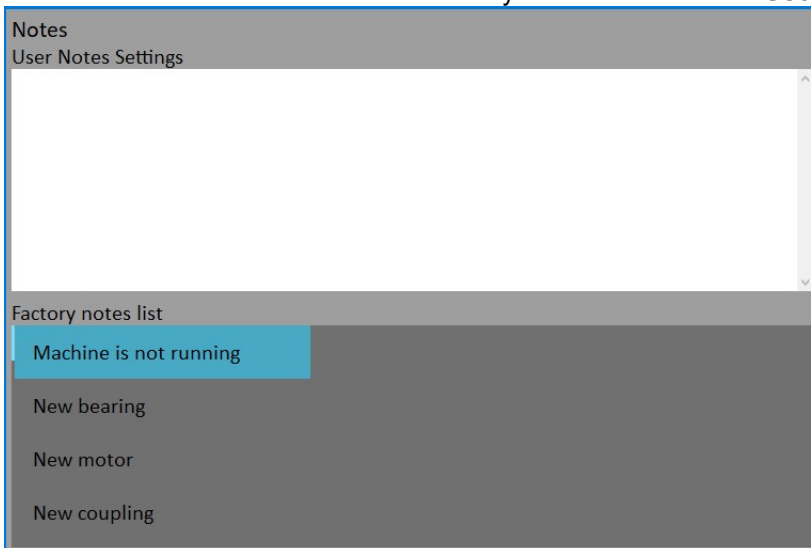 Notes
User Notes Settings
Factory notes list
Machine is not running
New bearing
New motor
New coupling